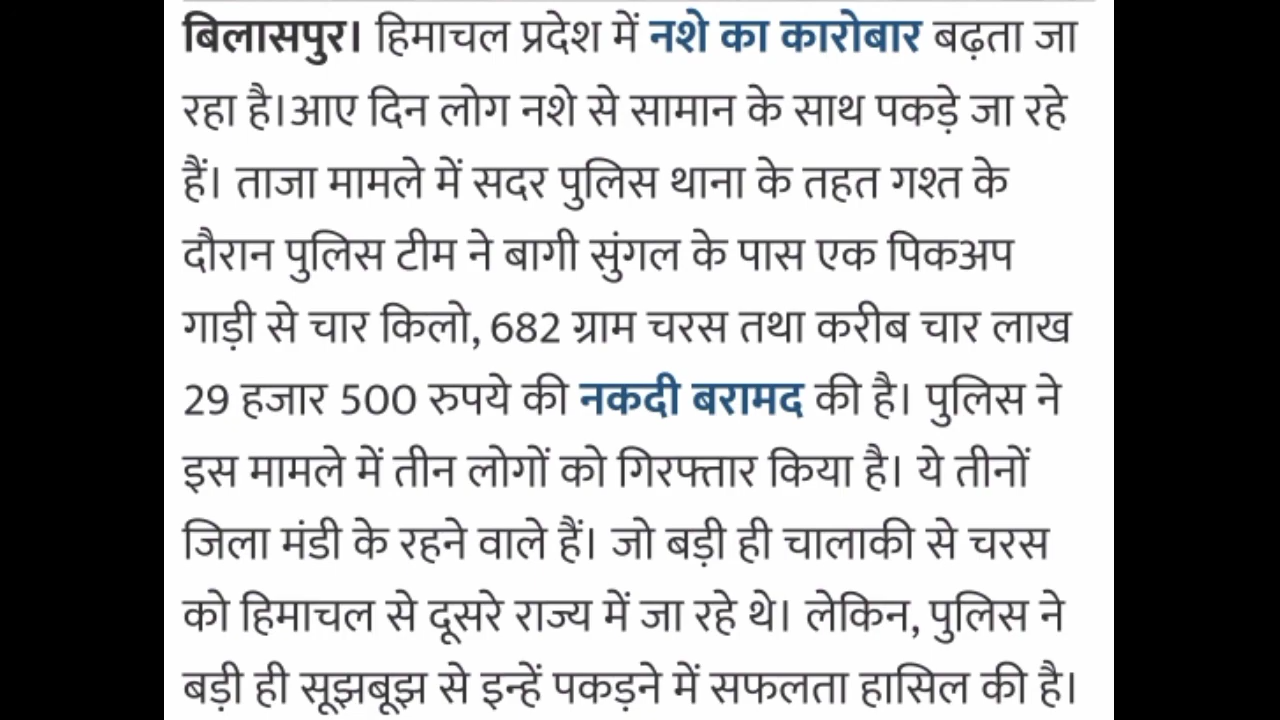 बिलासपुर। हिमाचल प्रदेश में नशे का कारोबार बढ़ता जा
रहा है।आए दिन लोग नशे से सामान के साथ पकड़े जा रहे
हैं। ताजा मामले में सदर पुलिस थाना के तहत गश्त के
दौरान पुलिस टीम ने बागी सुंगल के पास एक पिकअप
गाड़ी से चार किलो, 682 ग्राम चरस तथा करीब चार लाख
29 हजार 500 रुपये की नकदी बरामद की है। पुलिस ने
इस मामले में तीन लोगों को गिरफ्तार किया है। ये तीनों
जिला मंडी के रहने वाले हैं। जो बड़ी ही चालाकी से चरस
को हिमाचल से दूसरे राज्य में जा रहे थे। लेकिन, पुलिस ने
बड़ी ही सूझबूझ से इन्हें पकड़ने में सफलता हासिल की है।